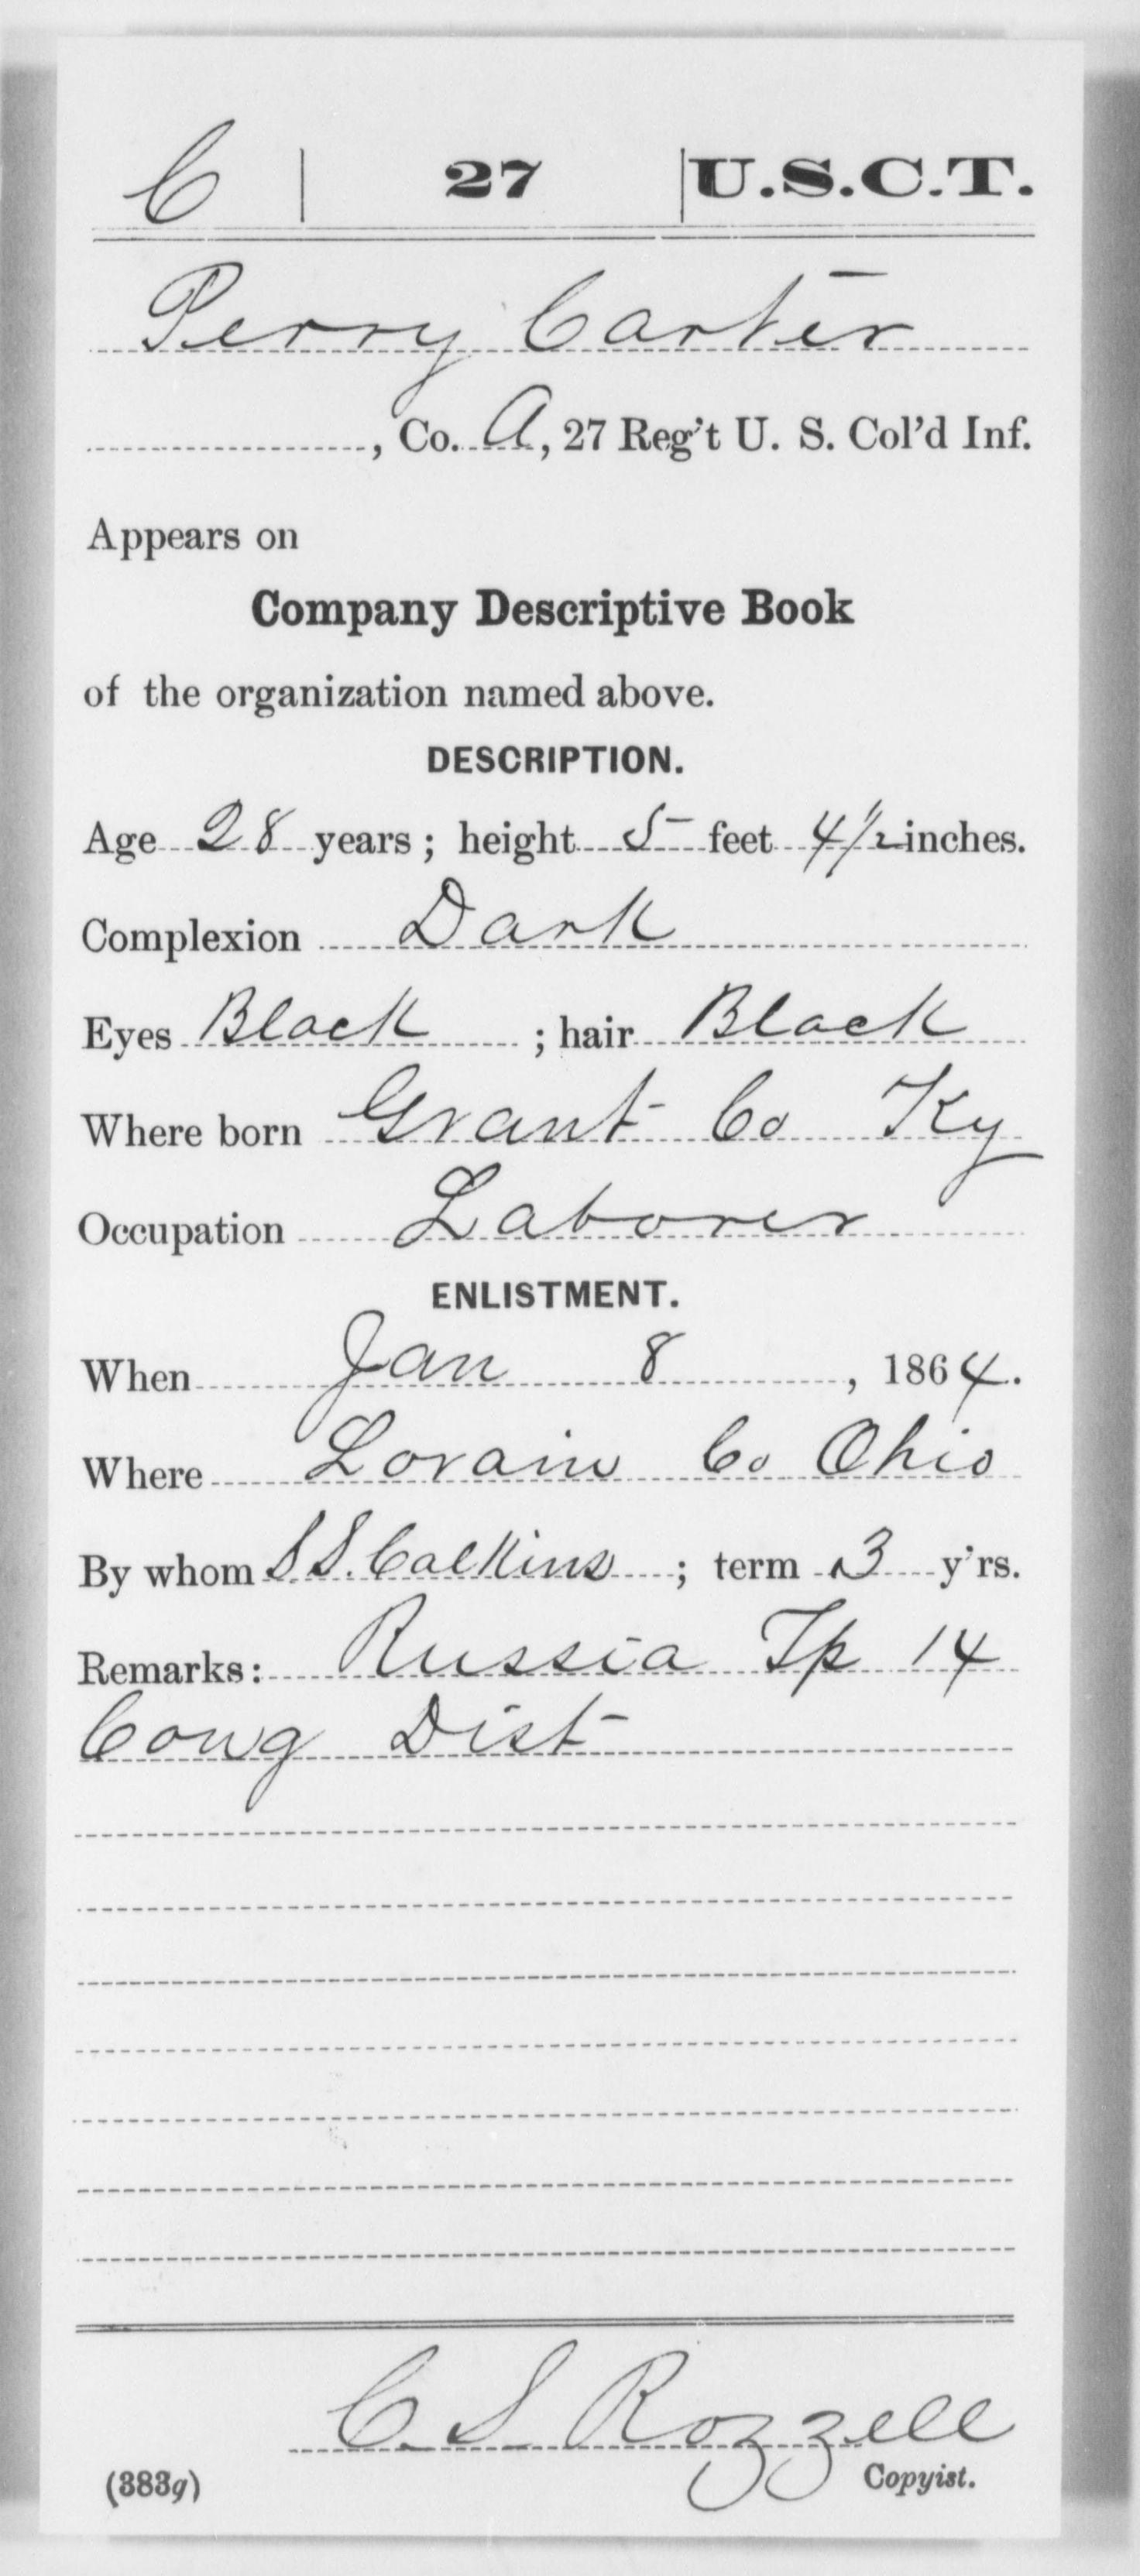 C | 27 | U.S.C.T.
Perry Carter
, Co. A, 27 Reg't U. S. Col'd Inf.
Appears on
Company Descriptive Book
of the organization named above.
DESCRIPTION.
Age 28 years; height 5 feet 4 1/2 inches.
Complexion Dark
Eyes Black ; hair Black
Where born Grant Co Ky
Occupation Laborer
ENLISTMENT.
When Jan 8, 1864.
Where Lorain Co Ohio
By whom S S. Calkins ; term 3 y'rs.
Remarks: Russia Tp 14
Cong Dist
C. S Rozzell
(383g) Copyist.